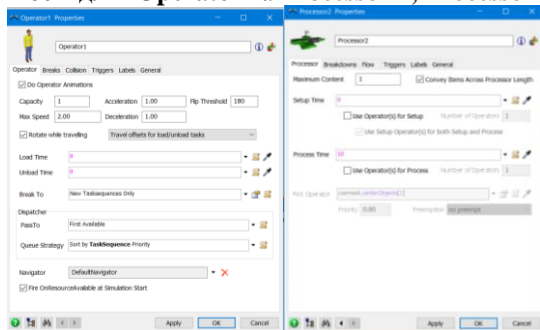 Operator1 Properties
Operator1
Operator Breaks Collision Triggers Labels General
Do Operator Animations
Capacity 1 Acceleration 1.00 Flip Threshold 180
Max Speed 2.00 Deceleration 1.00
Rotate while traveling Travel offsets for load/unload tasks
Load Time 0
Unload Time 0
Break To New Tasksequences Only
Dispatcher
PassTo First Available
Queue Strategy Sort by TaskSequence Priority
Navigator DefaultNavigator
Fire OnResourceAvailable at Simulation Start
Apply OK Cancel
Processor2 Properties
Processor2
Processor Breakdowns Flow Triggers Labels General
Maximum Content 1 Convey Items Across Processor Length
Setup Time 0
Use Operator(s) for Setup Number of Operators 1
Use Setup Operator(s) for both Setup and Process
Process Time 10
Use Operator(s) for Process Number of Operators 1
Pick Operator current.centerObjects[1]
Priority 0.00 Preemption no preempt
Apply OK Cancel